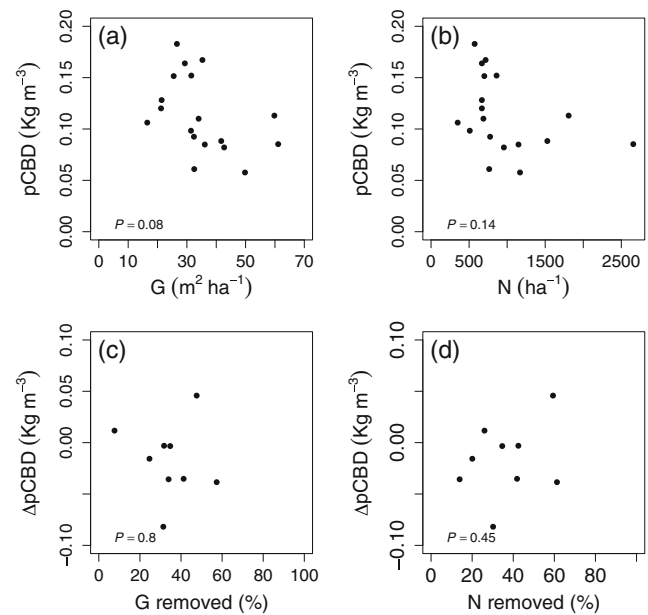 (a)
pCBD (Kg m⁻³)
0.00 0.05 0.10 0.15 0.20
P = 0.08
0 10 30 50 70
G (m² ha⁻¹)
(b)
pCBD (Kg m⁻³)
0.00 0.05 0.10 0.15 0.20
P = 0.14
0 500 1500 2500
N (ha⁻¹)
(c)
ΔpCBD (Kg m⁻³)
−0.10 0.00 0.05 0.10
P = 0.8
0 20 40 60 80 100
G removed (%)
(d)
ΔpCBD (Kg m⁻³)
−0.10 0.00 0.10
P = 0.45
0 20 40 60 80
N removed (%)